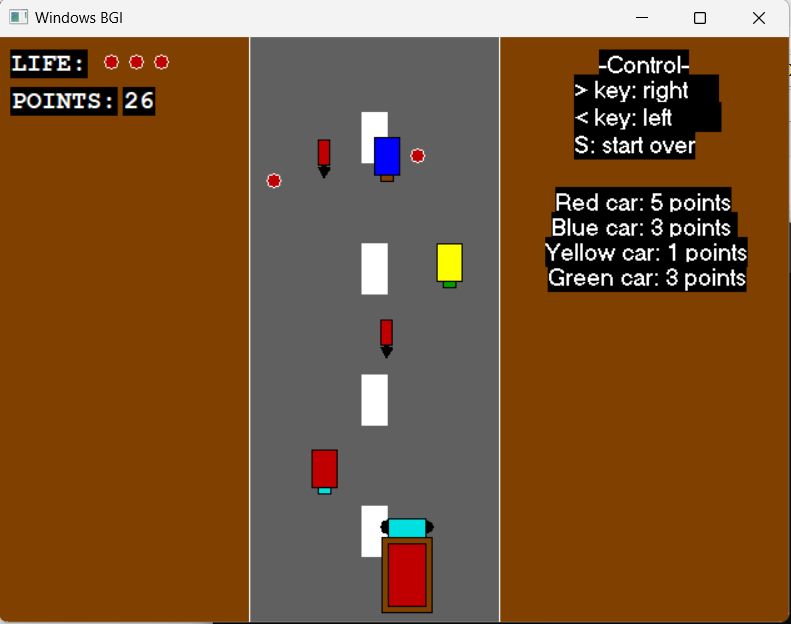 Windows BGI
LIFE:
POINTS: 26
-Control-
> key: right
< key: left
S: start over
Red car: 5 points
Blue car: 3 points
Yellow car: 1 points
Green car: 3 points